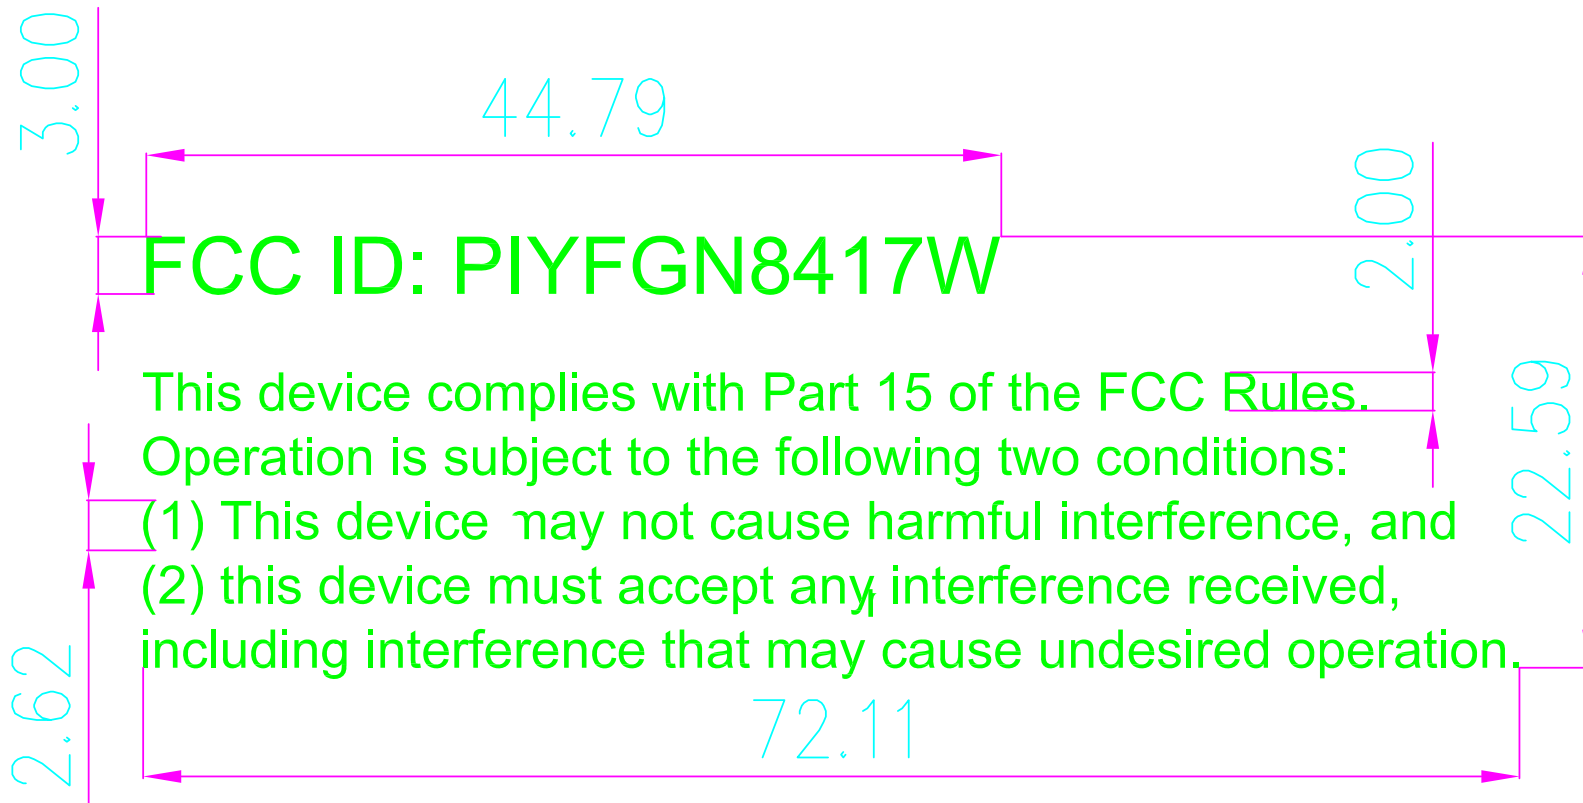 3.00
44.79
2.00
FCC ID: PIYFGN8417W
This device complies with Part 15 of the FCC Rules.
Operation is subject to the following two conditions:
(1) This device may not cause harmful interference, and
(2) this device must accept any interference received,
including interference that may cause undesired operation.
22.59
2.62
72.11